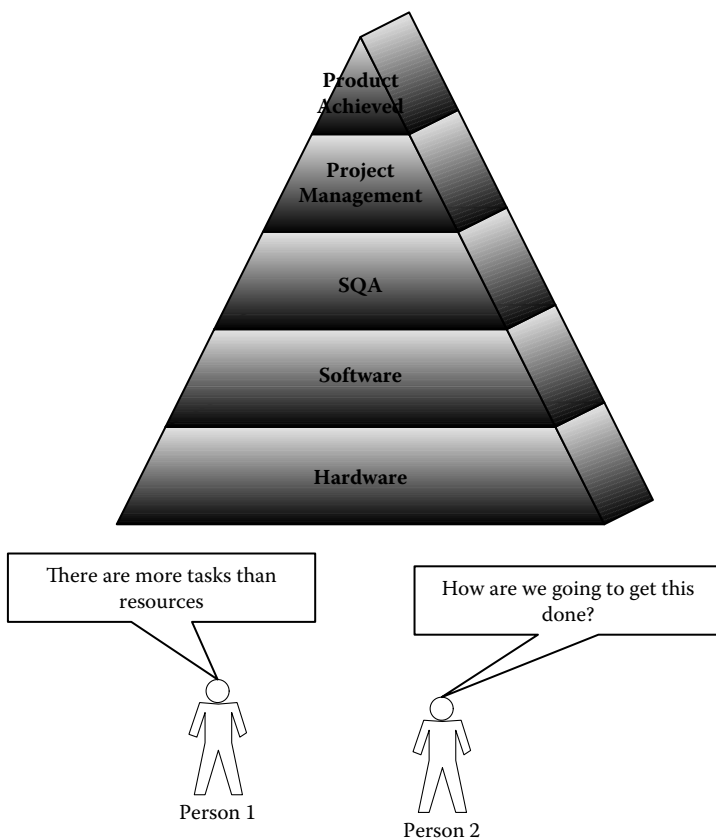 Product
Achieved
Project
Management
SQA
Software
Hardware
There are more tasks than
resources
How are we going to get this
done?
Person 1
Person 2